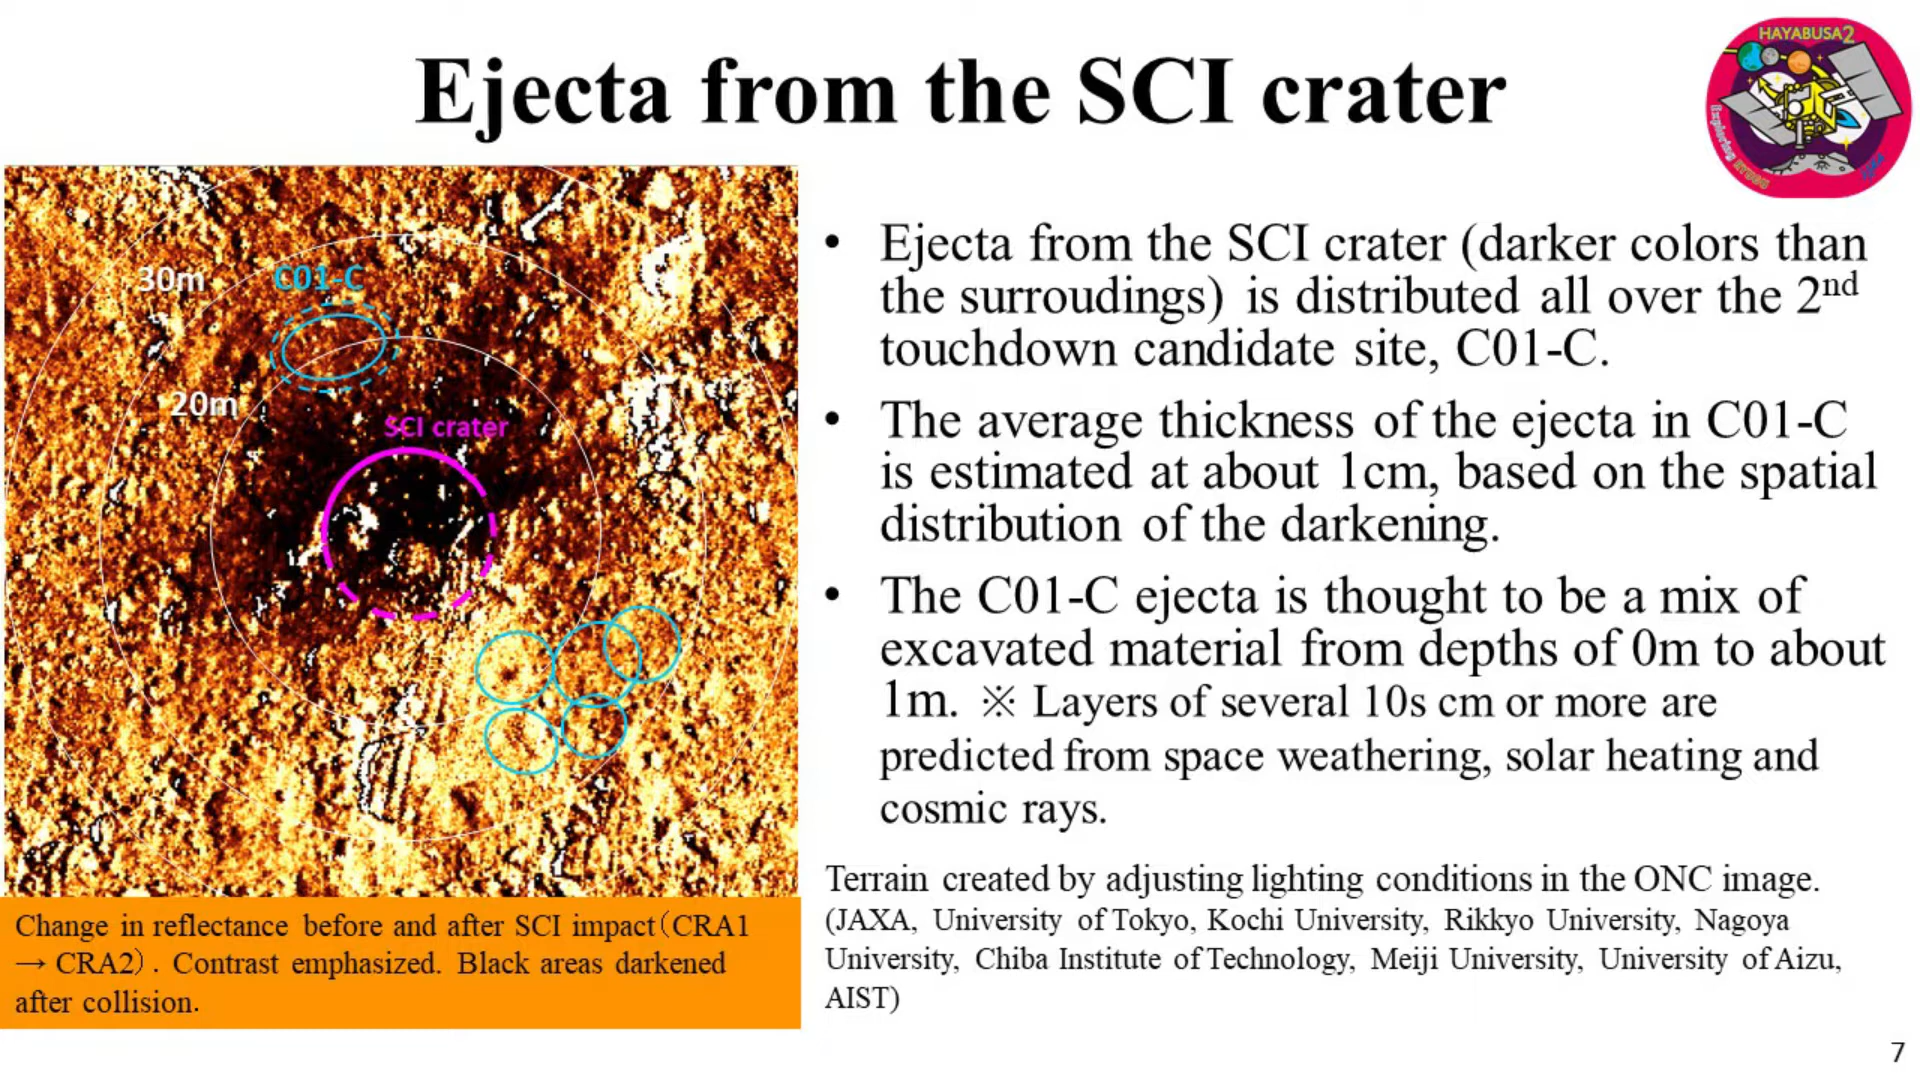 Ejecta from the SCI crater
HAYABUSA2
Exploring RYUGU
30m
C01-C
20m
SCI crater
Change in reflectance before and after SCI impact（CRA1
→ CRA2）. Contrast emphasized. Black areas darkened
after collision.
• Ejecta from the SCI crater (darker colors than
the surroudings) is distributed all over the 2nd
touchdown candidate site, C01-C.
• The average thickness of the ejecta in C01-C
is estimated at about 1cm, based on the spatial
distribution of the darkening.
• The C01-C ejecta is thought to be a mix of
excavated material from depths of 0m to about
1m. ※ Layers of several 10s cm or more are
predicted from space weathering, solar heating and
cosmic rays.
Terrain created by adjusting lighting conditions in the ONC image.
(JAXA, University of Tokyo, Kochi University, Rikkyo University, Nagoya
University, Chiba Institute of Technology, Meiji University, University of Aizu,
AIST)
7